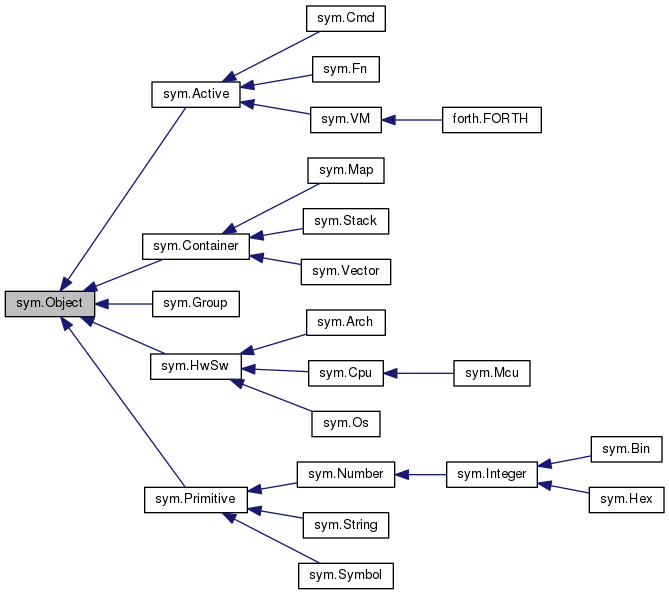 sym.Cmd
sym.Fn
sym.Active
sym.VM
forth.FORTH
sym.Map
sym.Stack
sym.Container
sym.Vector
sym.Object
sym.Group
sym.Arch
sym.HwSw
sym.Cpu
sym.Mcu
sym.Os
sym.Bin
sym.Number
sym.Integer
sym.Primitive
sym.Hex
sym.String
sym.Symbol